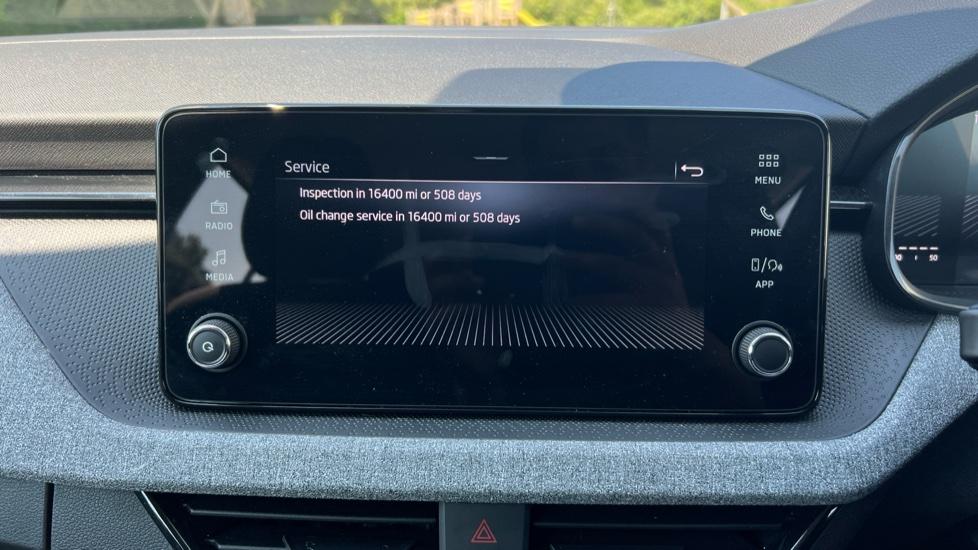 Service
Inspection in 16400 mi or 508 days
Oil change service in 16400 mi or 508 days
HOME
RADIO
MEDIA
MENU
PHONE
APP
50